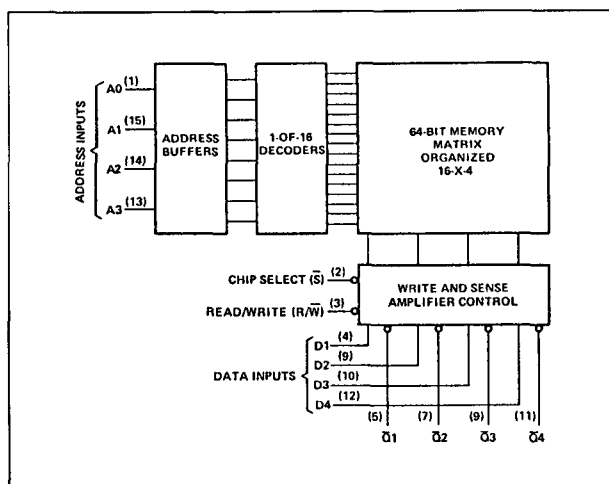 ADDRESS INPUTS
A0 (1)
A1 (15)
A2 (14)
A3 (13)
ADDRESS
BUFFERS
1-OF-16
DECODERS
64-BIT MEMORY
MATRIX
ORGANIZED
16-X-4
CHIP SELECT (S̅) (2)
READ/WRITE (R/W̅) (3)
WRITE AND SENSE
AMPLIFIER CONTROL
DATA INPUTS
D1 (4)
D2 (9)
D3 (10)
D4 (12)
(5) (7) (9) (11)
Q̅1 Q̅2 Q̅3 Q̅4